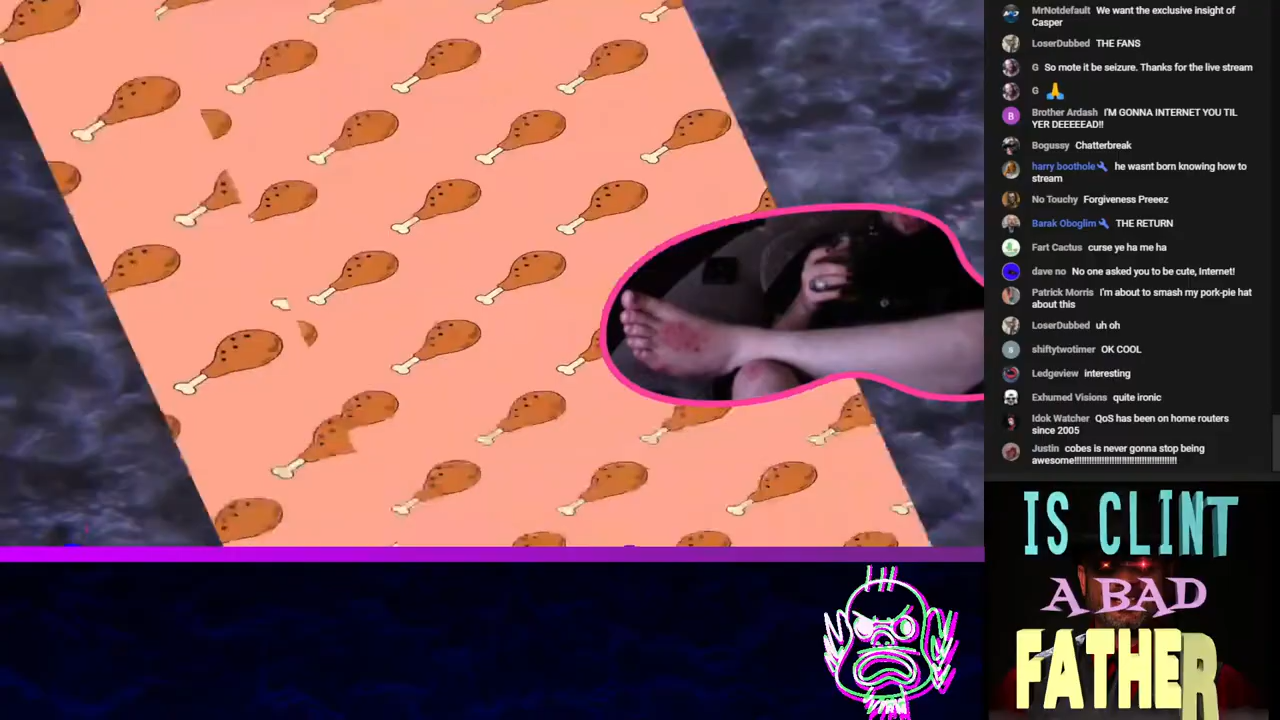 MrNotdefault We want the exclusive insight of
Casper
LoserDubbed THE FANS
G So mote it be seizure. Thanks for the live stream
G 🙏
B
Brother Ardash I'M GONNA INTERNET YOU TIL
YER DEEEEEAD!!
Bogussy Chatterbreak
harry boothole he wasnt born knowing how to
stream
No Touchy Forgiveness Preeez
Barak Oboglim THE RETURN
Fart Cactus curse ye ha me ha
dave no No one asked you to be cute, Internet!
Patrick Morris I'm about to smash my pork-pie hat
about this
LoserDubbed uh oh
s
shiftytwotimer OK COOL
Ledgeview interesting
Exhumed Visions quite ironic
Idok Watcher QoS has been on home routers
since 2005
Justin cobes is never gonna stop being
awesome!!!!!!!!!!!!!!!!!!!!!!!!!!!!!!!!!!!!!!!!!!
IS CLINT
A BAD
FATHER